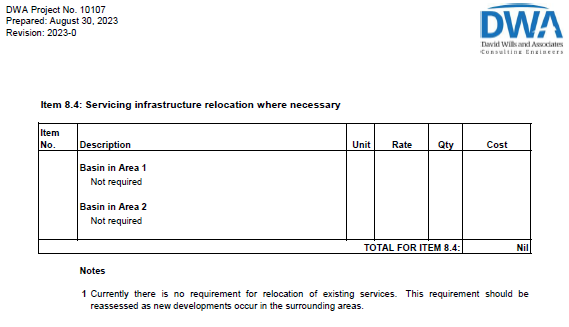 DWA Project No. 10107
Prepared: August 30, 2023
Revision: 2023-0
DWA
David Wills and Associates
Consulting Engineers
Item 8.4: Servicing infrastructure relocation where necessary
Item No. Description Unit Rate Qty Cost
Basin in Area 1
Not required
Basin in Area 2
Not required
TOTAL FOR ITEM 8.4: Nil
Notes
1 Currently there is no requirement for relocation of existing services. This requirement should be
reassessed as new developments occur in the surrounding areas.